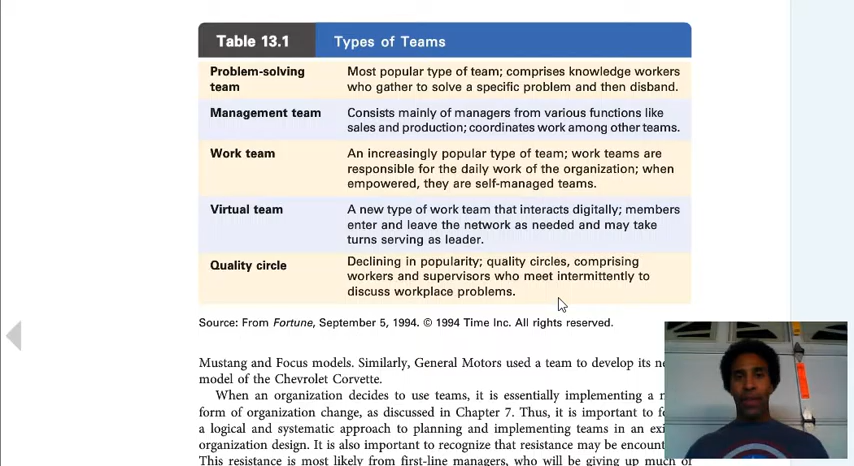 Table 13.1 Types of Teams
Problem-solving Most popular type of team; comprises knowledge workers
team who gather to solve a specific problem and then disband.
Management team Consists mainly of managers from various functions like
sales and production; coordinates work among other teams.
Work team An increasingly popular type of team; work teams are
responsible for the daily work of the organization; when
empowered, they are self-managed teams.
Virtual team A new type of work team that interacts digitally; members
enter and leave the network as needed and may take
turns serving as leader.
Quality circle Declining in popularity; quality circles, comprising
workers and supervisors who meet intermittently to
discuss workplace problems.
Source: From Fortune, September 5, 1994. © 1994 Time Inc. All rights reserved.
Mustang and Focus models. Similarly, General Motors used a team to develop its
model of the Chevrolet Corvette.
When an organization decides to use teams, it is essentially implementing a
form of organization change, as discussed in Chapter 7. Thus, it is important to
a logical and systematic approach to planning and implementing teams in an
organization design. It is also important to recognize that resistance may be
This resistance is most likely from first-line managers, who will be giving up much of